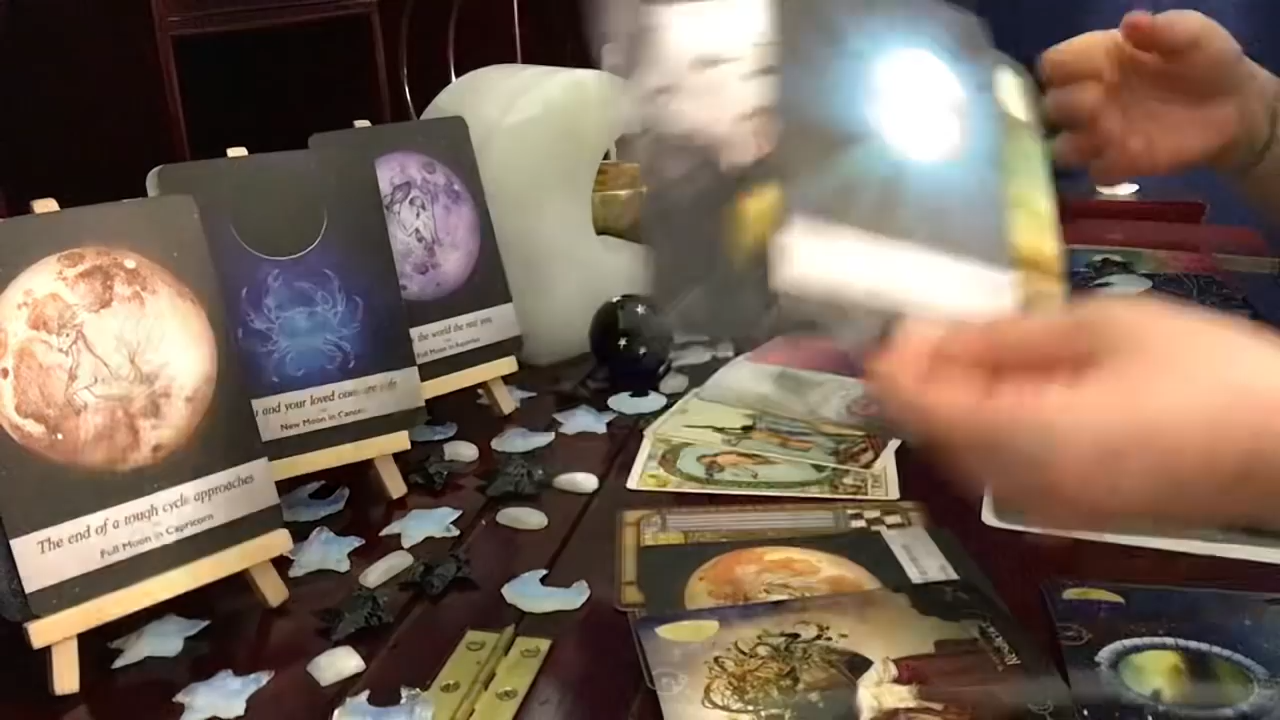 The end of a tough cycle approaches
Full Moon in Capricorn
and your loved ones are safe
New Moon in Cancer
the world the real you
Full Moon in Aquarius